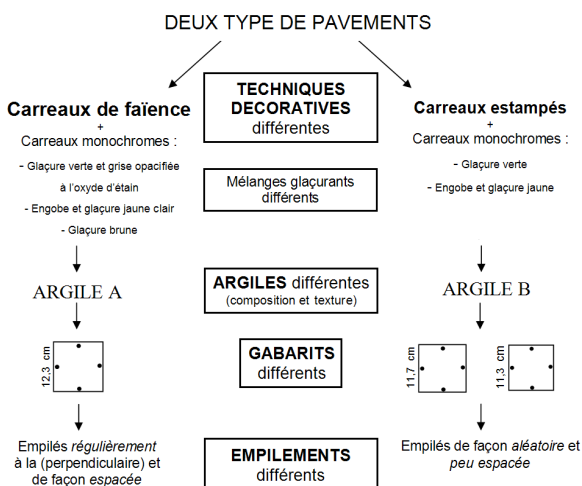 DEUX TYPE DE PAVEMENTS
TECHNIQUES
DECORATIVES
différentes
Carreaux de faïence
+
Carreaux monochromes :
- Glaçure verte et grise opacifiée
à l'oxyde d'étain
- Engobe et glaçure jaune clair
- Glaçure brune
Carreaux estampés
+
Carreaux monochromes :
- Glaçure verte
- Engobe et glaçure jaune
Mélanges glaçurants
différents
ARGILE A
ARGILES différentes
(composition et texture)
ARGILE B
12,3 cm
GABARITS
différents
11,7 cm
11,3 cm
Empilés régulièrement
à la (perpendiculaire) et
de façon espacée
EMPILEMENTS
différents
Empilés de façon aléatoire et
peu espacée